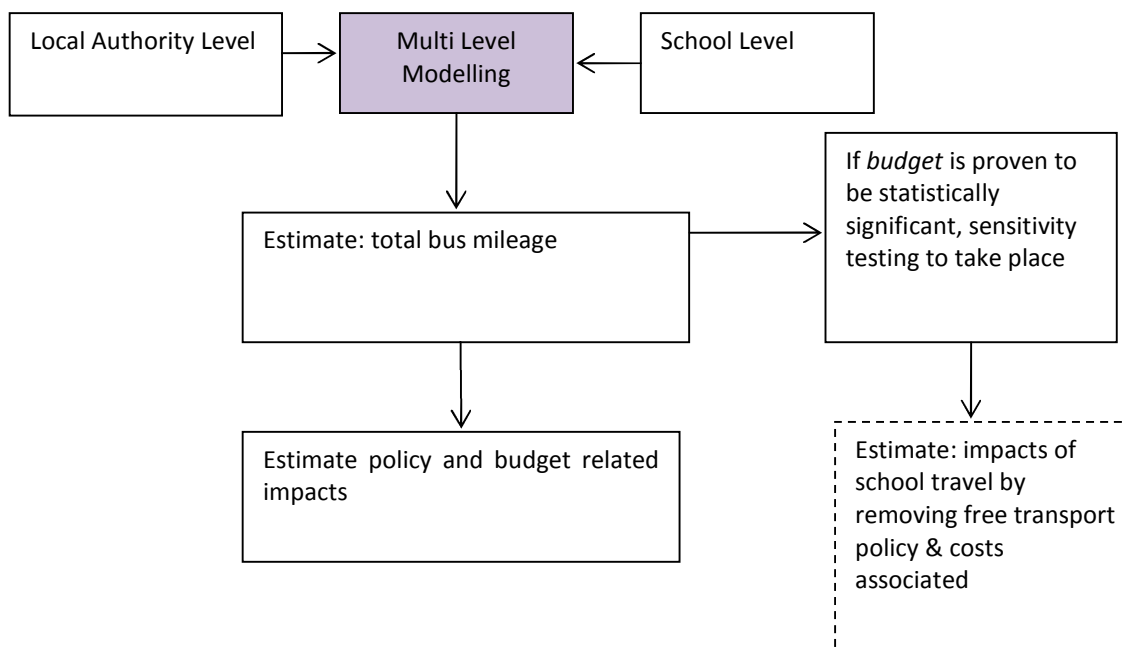 Local Authority Level
Multi Level
Modelling
School Level
If budget is proven to
be statistically
significant, sensitivity
testing to take place
Estimate: total bus mileage
Estimate policy and budget related
impacts
Estimate: impacts of
school travel by
removing free transport
policy & costs
associated